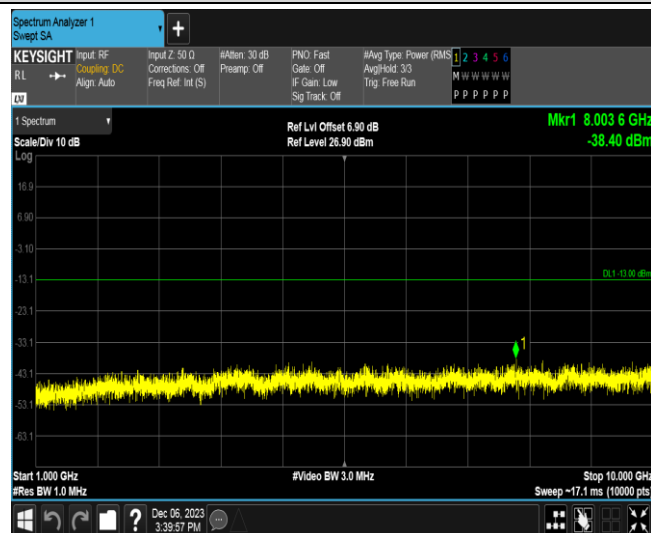 Spectrum Analyzer 1
Swept SA
+
KEYSIGHT
RL
Input: RF
Coupling: DC
Align: Auto
Input Z: 50 Ω
Corrections: Off
Freq Ref: Int (S)
#Atten: 30 dB
Preamp: Off
PNO: Fast
Gate: Off
IF Gain: Low
Sig Track: Off
#Avg Type: Power (RMS
Avg|Hold: 3/3
Trig: Free Run
1 2 3 4 5 6
M W W W W W
P P P P P P
1 Spectrum
Scale/Div 10 dB
Log
Ref Lvl Offset 6.90 dB
Ref Level 26.90 dBm
Mkr1 8.003 6 GHz
-38.40 dBm
16.9
6.90
-3.10
-13.1
DL1 -13.00 dBm
-23.1
-33.1
1
-43.1
-53.1
-63.1
Start 1.000 GHz
#Res BW 1.0 MHz
#Video BW 3.0 MHz
Stop 10.000 GHz
Sweep ~17.1 ms (10000 pts)
?
Dec 06, 2023
3:39:57 PM